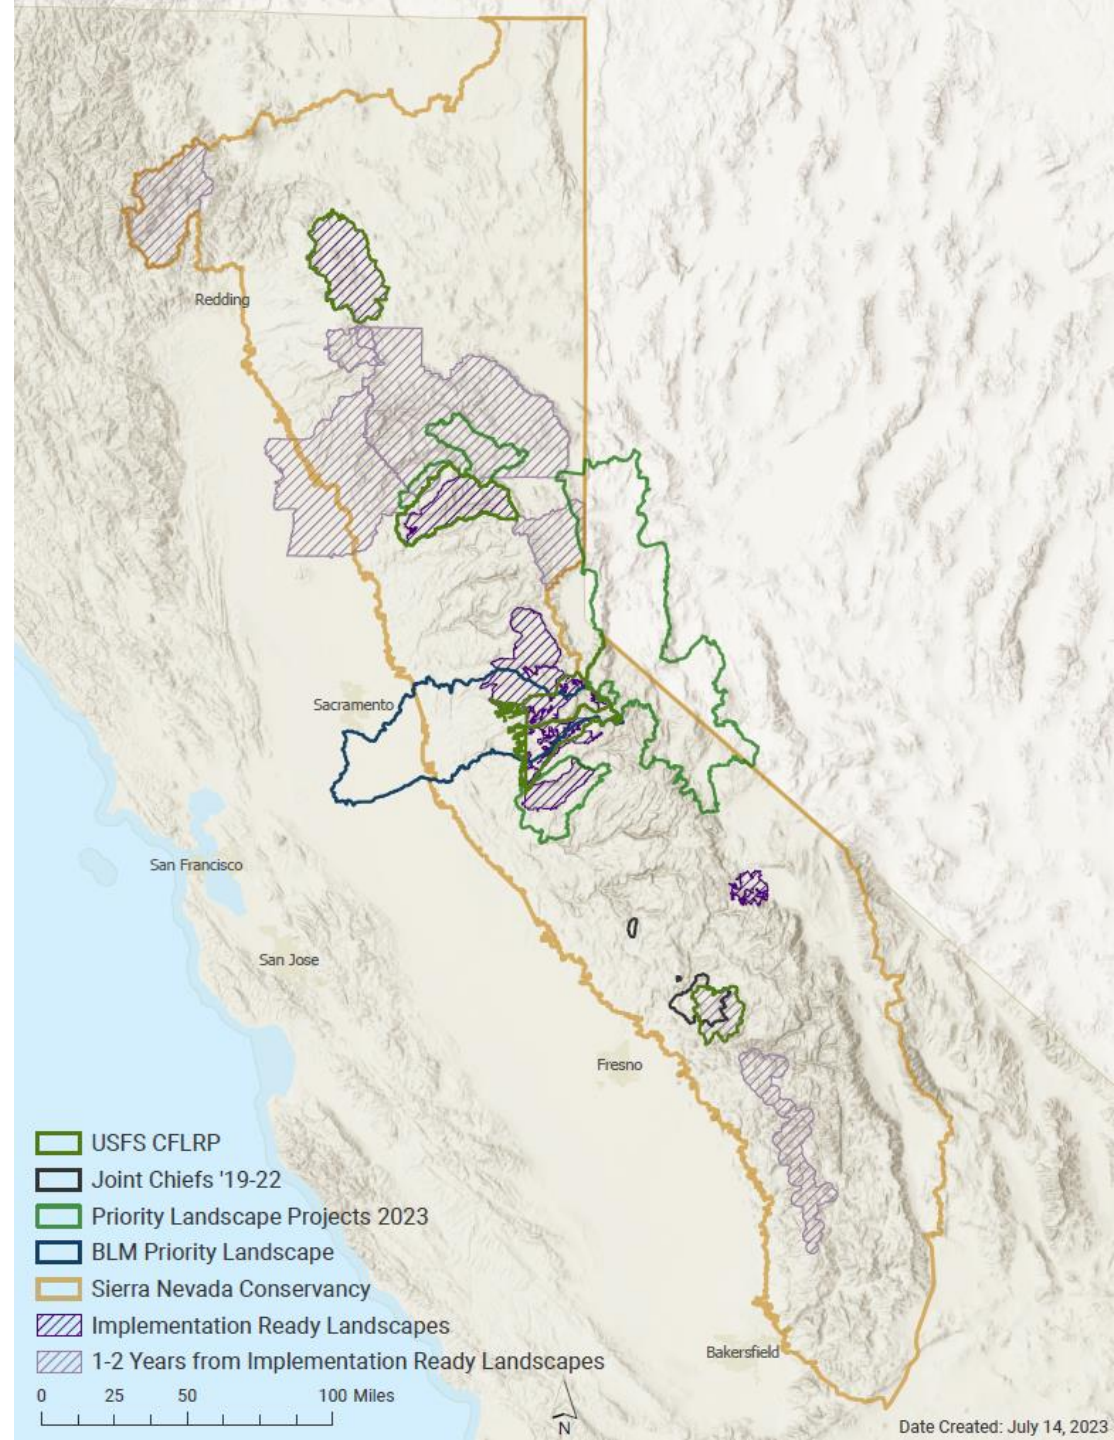 Redding
Sacramento
San Francisco
San Jose
Fresno
Bakersfield
USFS CFLRP
Joint Chiefs '19-22
Priority Landscape Projects 2023
BLM Priority Landscape
Sierra Nevada Conservancy
Implementation Ready Landscapes
1-2 Years from Implementation Ready Landscapes
0 25 50 100 Miles
N
Date Created: July 14, 2023